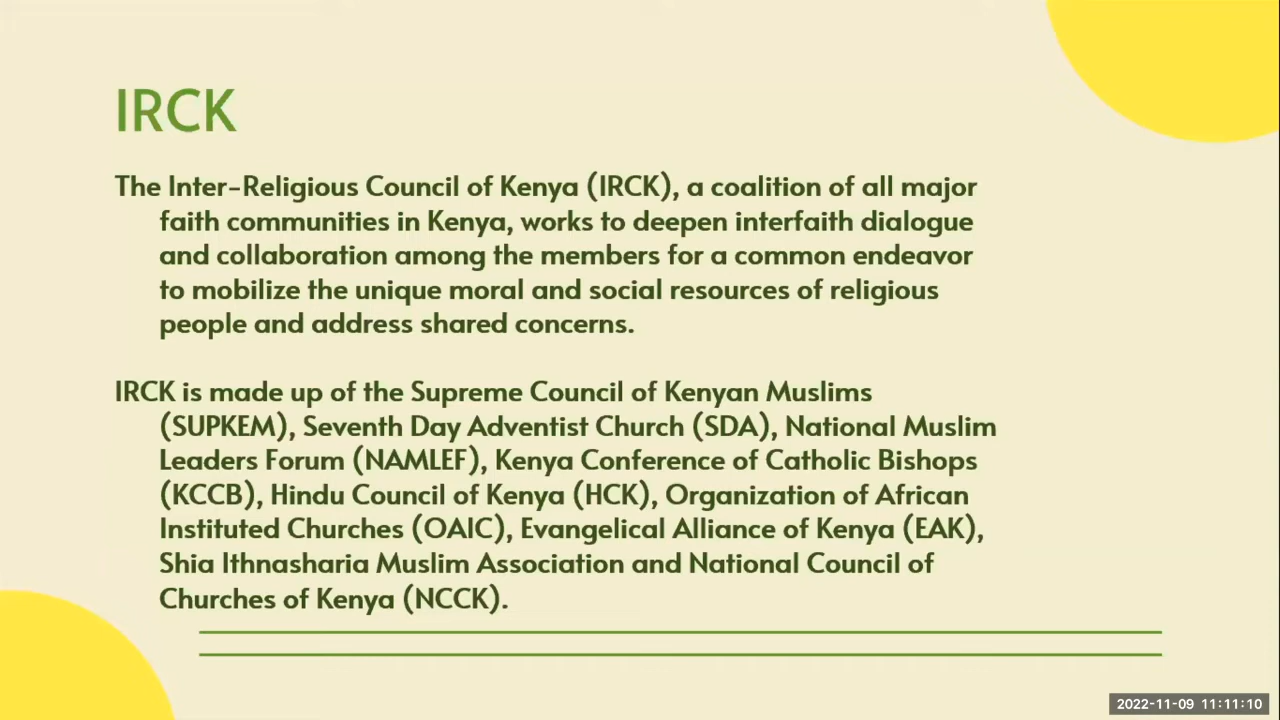 IRCK
The Inter-Religious Council of Kenya (IRCK), a coalition of all major
faith communities in Kenya, works to deepen interfaith dialogue
and collaboration among the members for a common endeavor
to mobilize the unique moral and social resources of religious
people and address shared concerns.
IRCK is made up of the Supreme Council of Kenyan Muslims
(SUPKEM), Seventh Day Adventist Church (SDA), National Muslim
Leaders Forum (NAMLEF), Kenya Conference of Catholic Bishops
(KCCB), Hindu Council of Kenya (HCK), Organization of African
Instituted Churches (OAIC), Evangelical Alliance of Kenya (EAK),
Shia Ithnasharia Muslim Association and National Council of
Churches of Kenya (NCCK).
2022-11-09 11:11:10